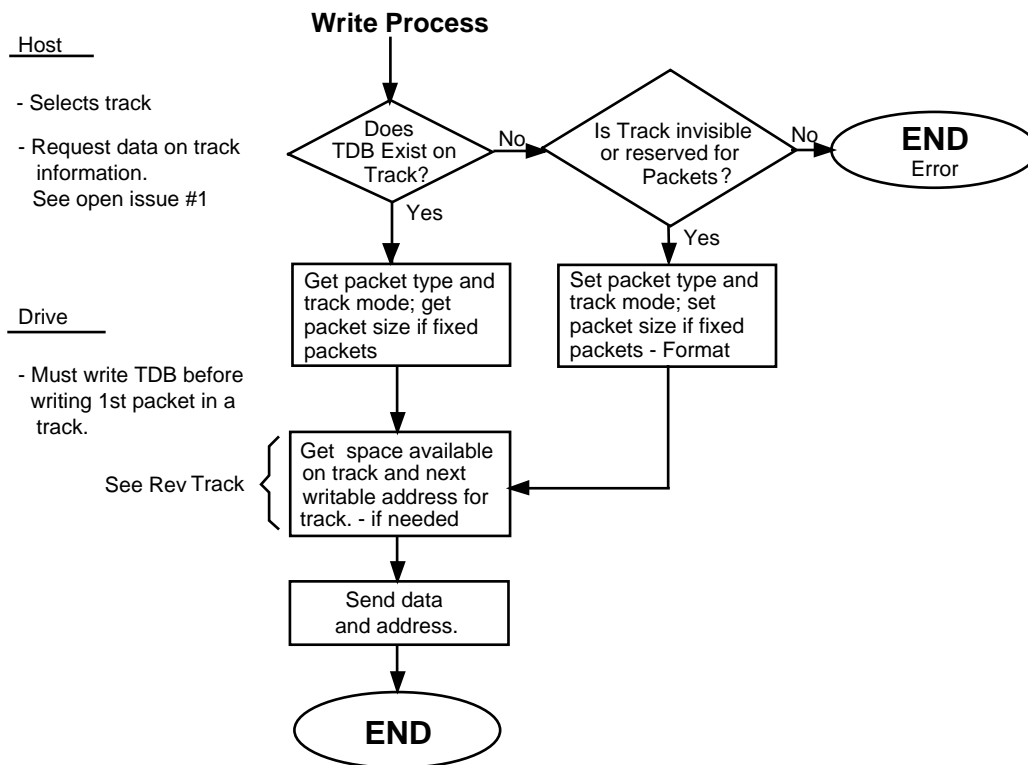 Write Process
Host
- Selects track
- Request data on track
information.
See open issue #1
Does
TDB Exist on
Track?
No
Is Track invisible
or reserved for
Packets?
No
END
Error
Yes
Yes
Get packet type and
track mode; get
packet size if fixed
packets
Set packet type and
track mode; set
packet size if fixed
packets - Format
Drive
- Must write TDB before
writing 1st packet in a
track.
See Rev Track
Get space available
on track and next
writable address for
track. - if needed
Send data
and address.
END